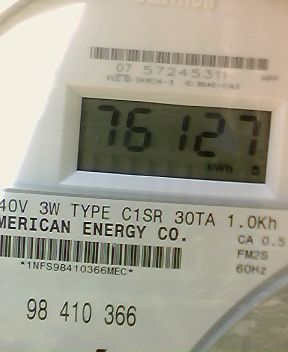 07 57245311
76127
kWh
40V 3W TYPE C1SR 30TA 1.0Kh
MERICAN ENERGY CO.
CA 0.5
FM2S
60Hz
*1NFS98410366MEC*
98 410 366